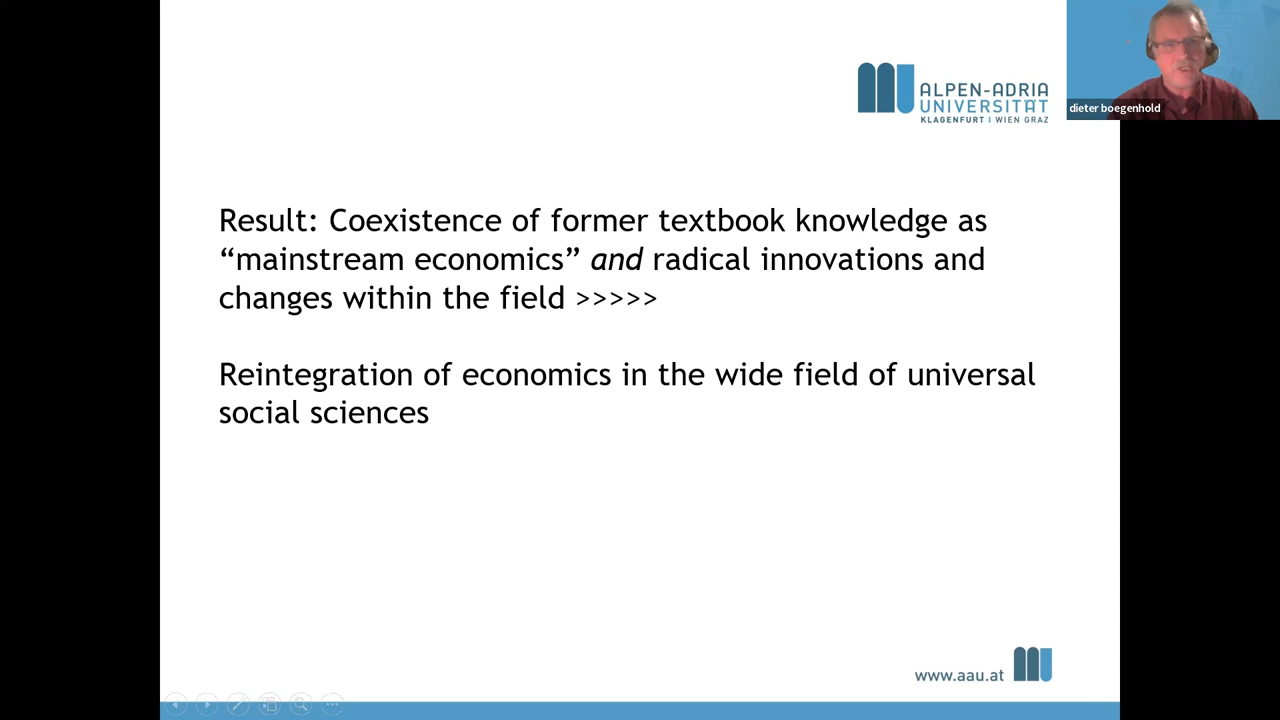 ALPEN-ADRIA
UNIVERSITÄT
KLAGENFURT I WIEN GRAZ
dieter boegenhold
Result: Coexistence of former textbook knowledge as
“mainstream economics” and radical innovations and
changes within the field >>>>>
Reintegration of economics in the wide field of universal
social sciences
www.aau.at